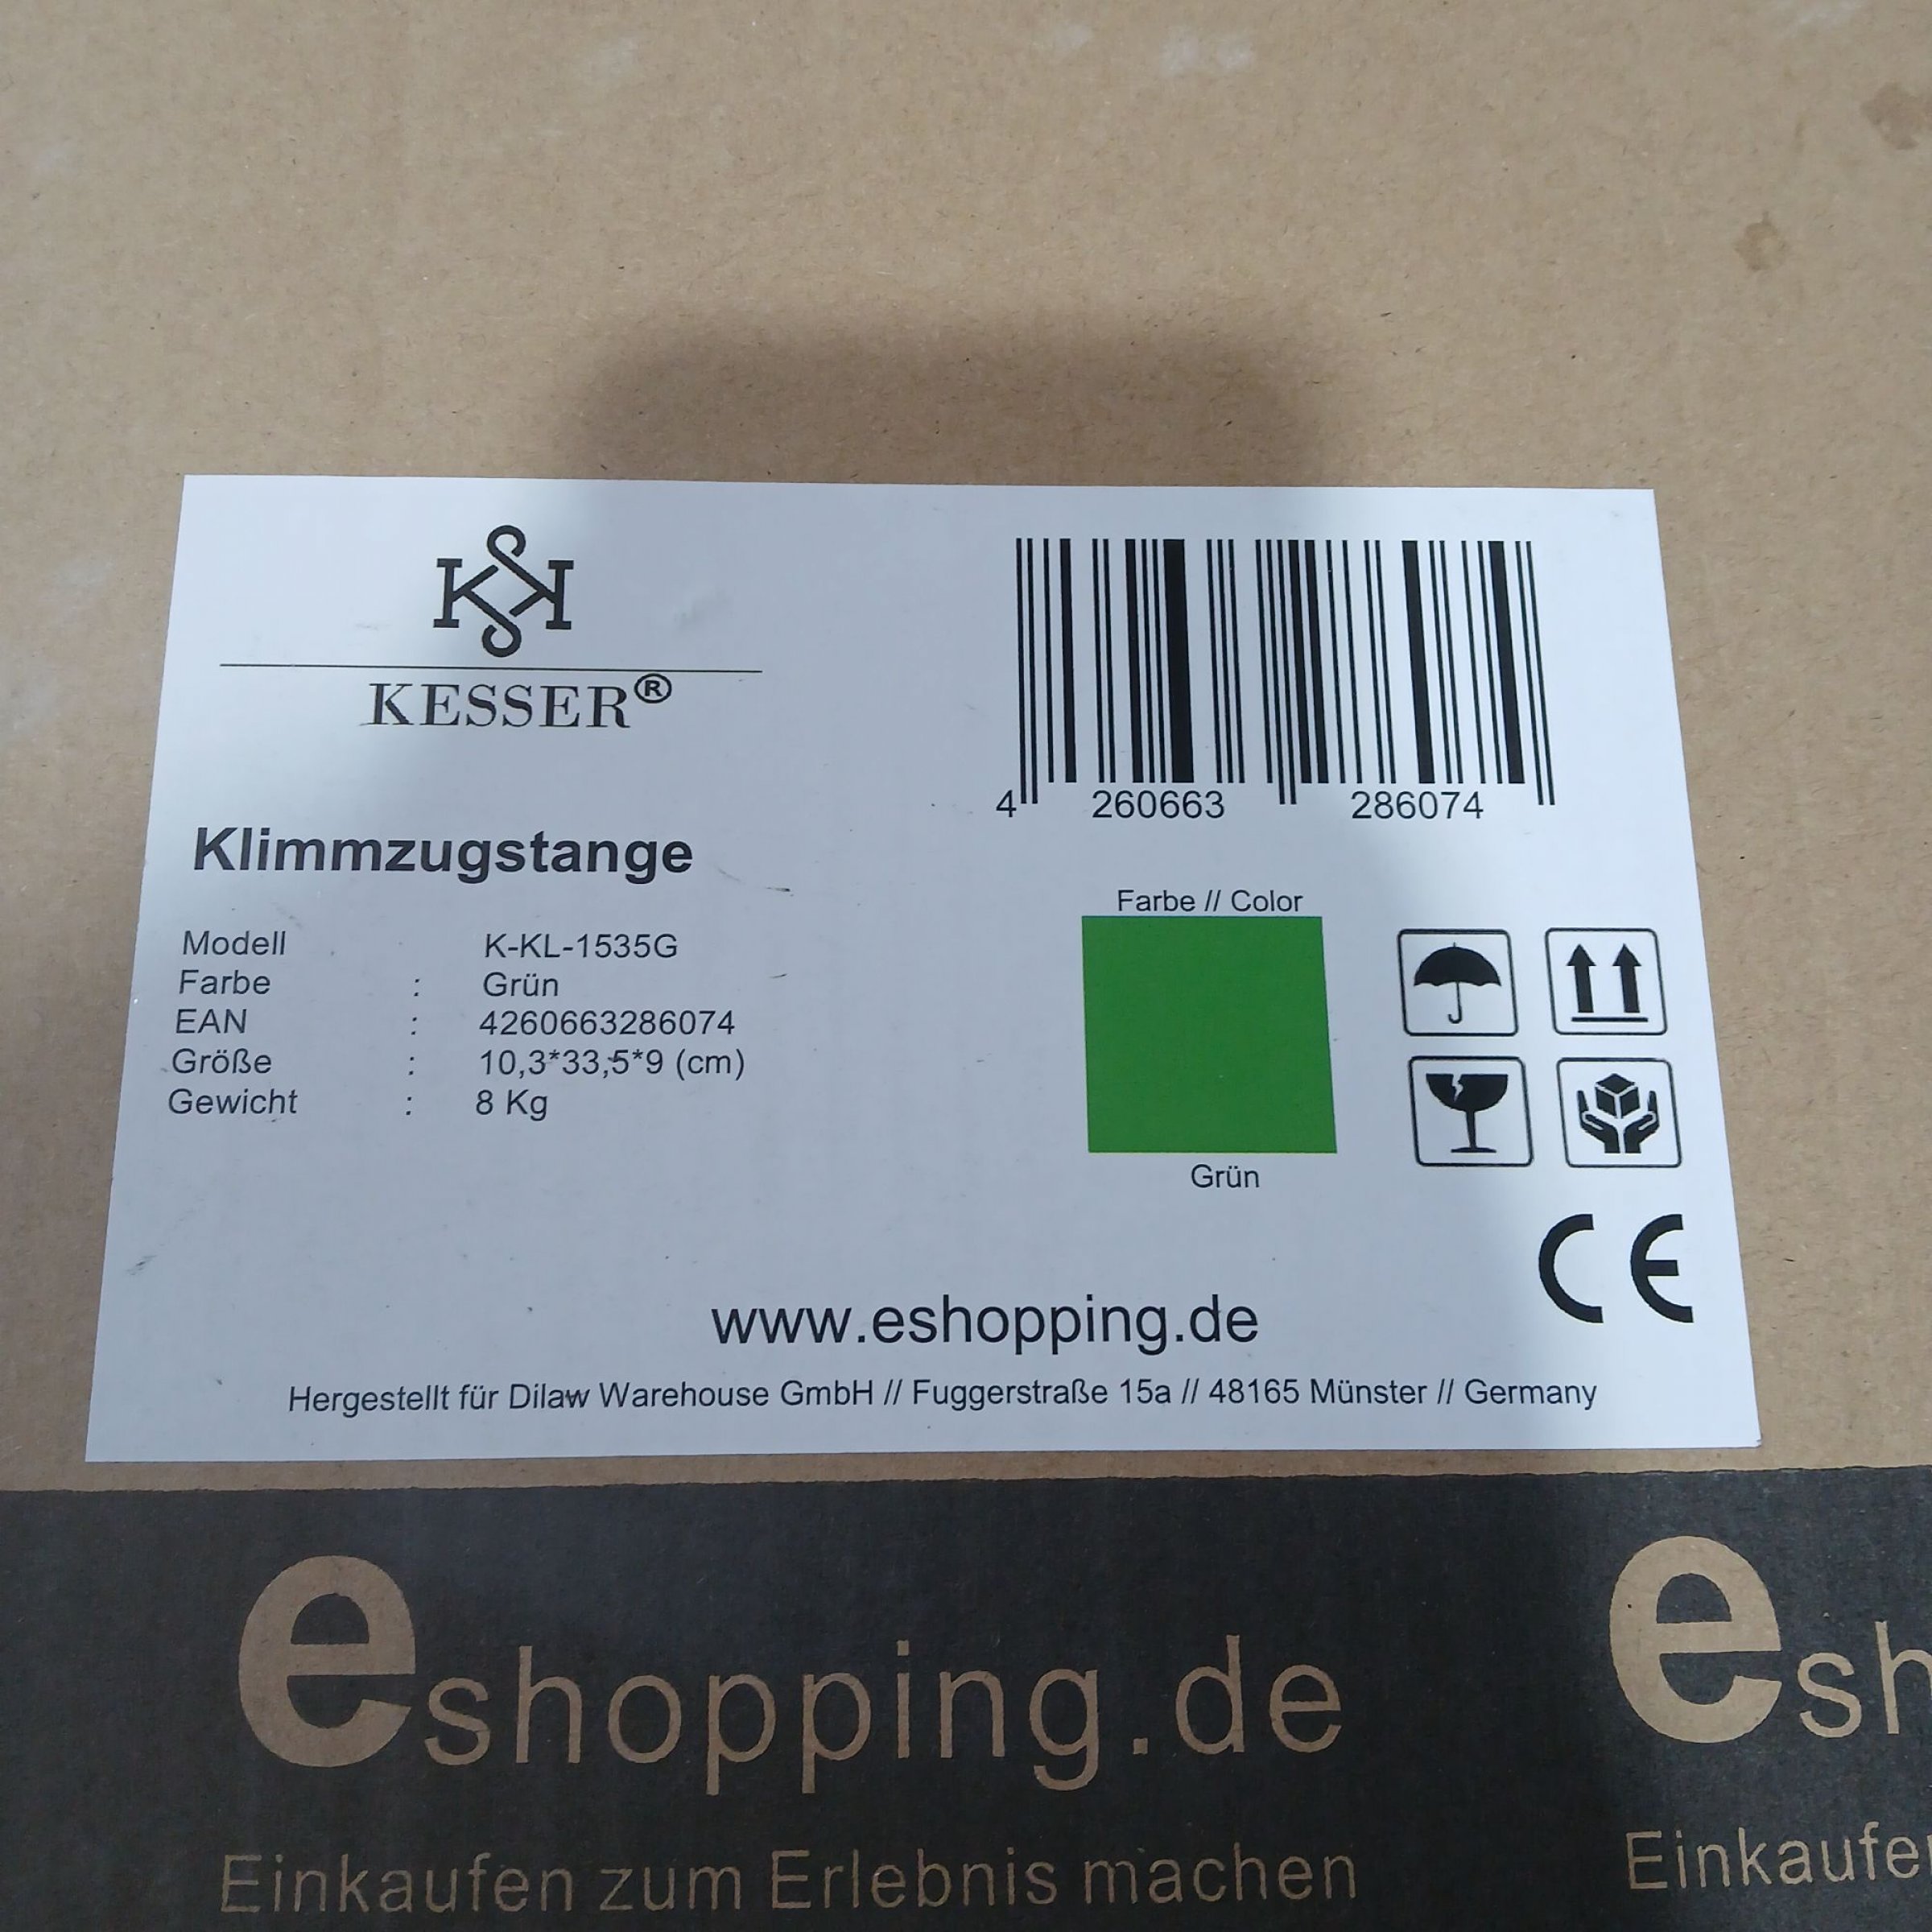 KESSER®
4 260663 286074
Klimmzugstange
Farbe // Color
Modell : K-KL-1535G
Farbe : Grün
EAN : 4260663286074
Größe : 10,3*33,5*9 (cm)
Gewicht : 8 Kg
Grün
CE
www.eshopping.de
Hergestellt für Dilaw Warehouse GmbH // Fuggerstraße 15a // 48165 Münster // Germany
eshopping.de esh
Einkaufen zum Erlebnis machen Einkaufe